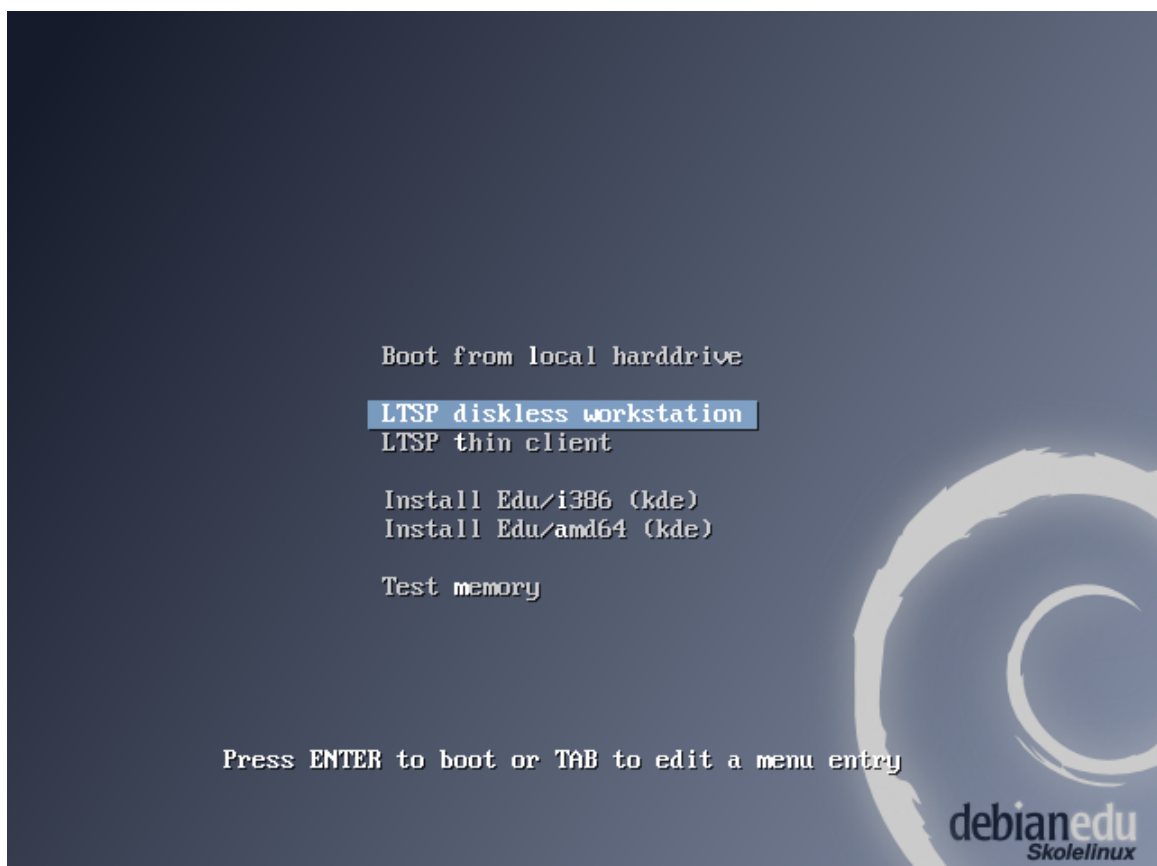 Boot from local harddrive
LTSP diskless workstation
LTSP thin client
Install Edu/i386 (kde)
Install Edu/amd64 (kde)
Test memory
Press ENTER to boot or TAB to edit a menu entry
debianedu
Skolelinux